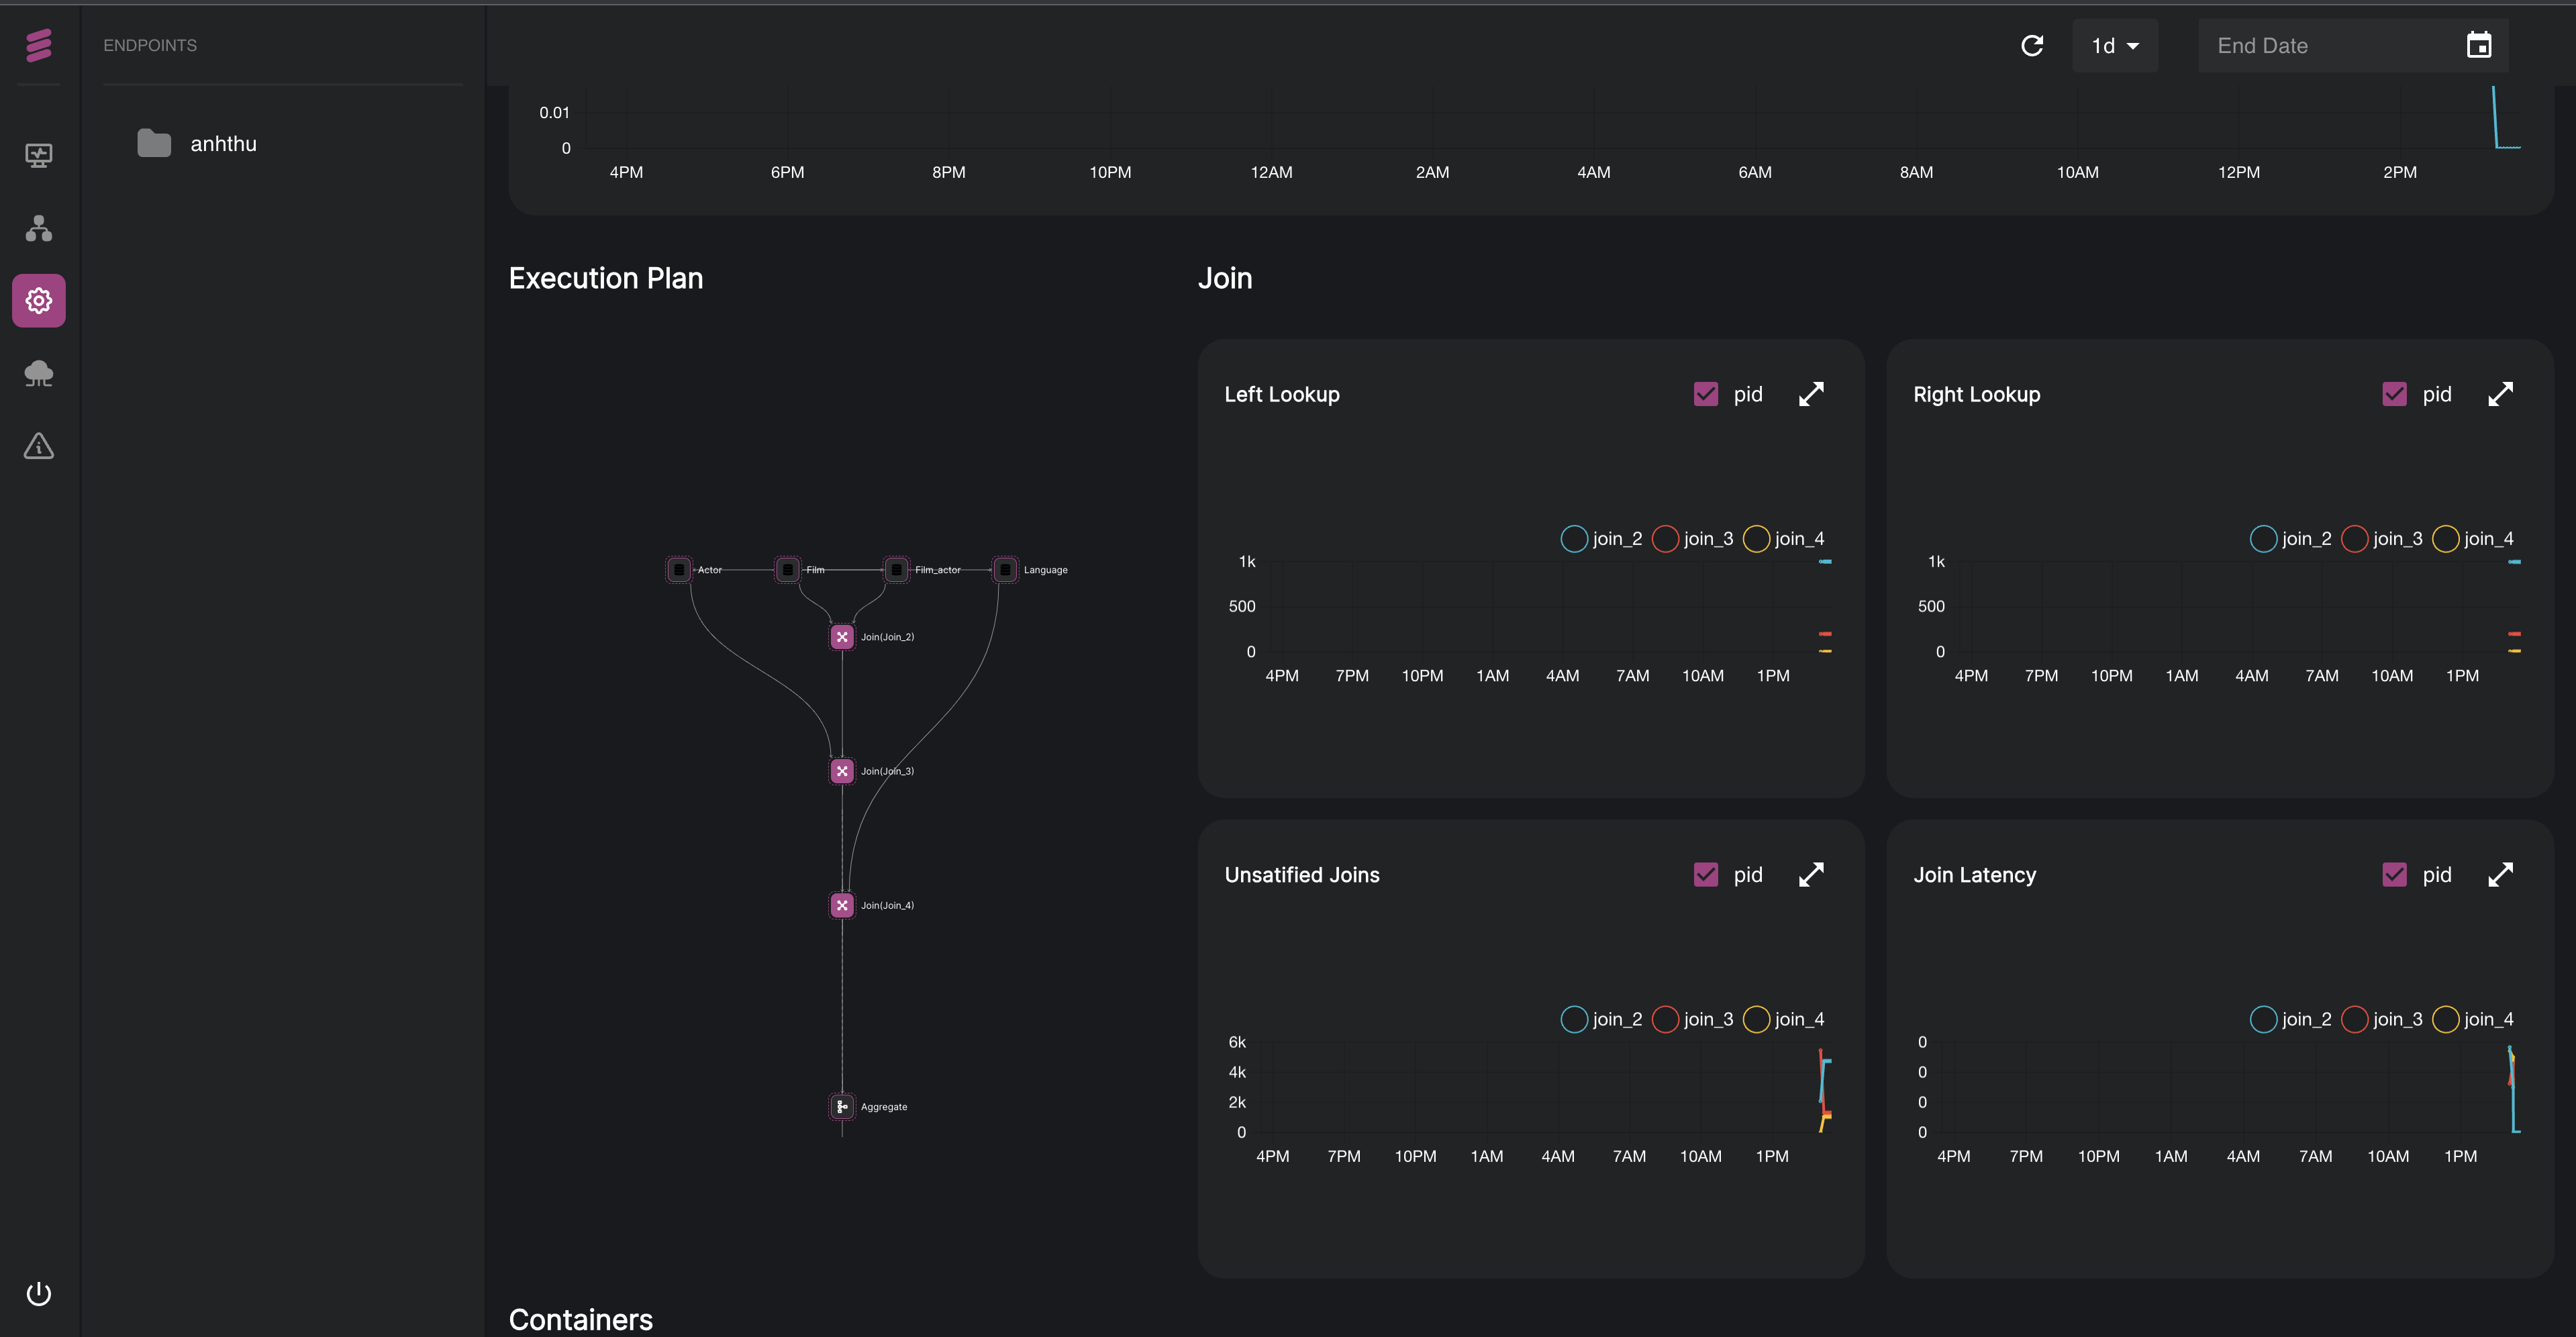 ENDPOINTS
anhthu
1d
End Date
0.01
0
4PM 6PM 8PM 10PM 12AM 2AM 4AM 6AM 8AM 10AM 12PM 2PM
Execution Plan
Actor Film Film_actor Language
Join(Join_2)
Join(Join_3)
Join(Join_4)
Aggregate
Join
Left Lookup pid
join_2 join_3 join_4
1k
500
0
4PM 7PM 10PM 1AM 4AM 7AM 10AM 1PM
Right Lookup pid
join_2 join_3 join_4
1k
500
0
4PM 7PM 10PM 1AM 4AM 7AM 10AM 1PM
Unsatified Joins pid
join_2 join_3 join_4
6k
4k
2k
0
4PM 7PM 10PM 1AM 4AM 7AM 10AM 1PM
Join Latency pid
join_2 join_3 join_4
0
0
0
0
4PM 7PM 10PM 1AM 4AM 7AM 10AM 1PM
Containers